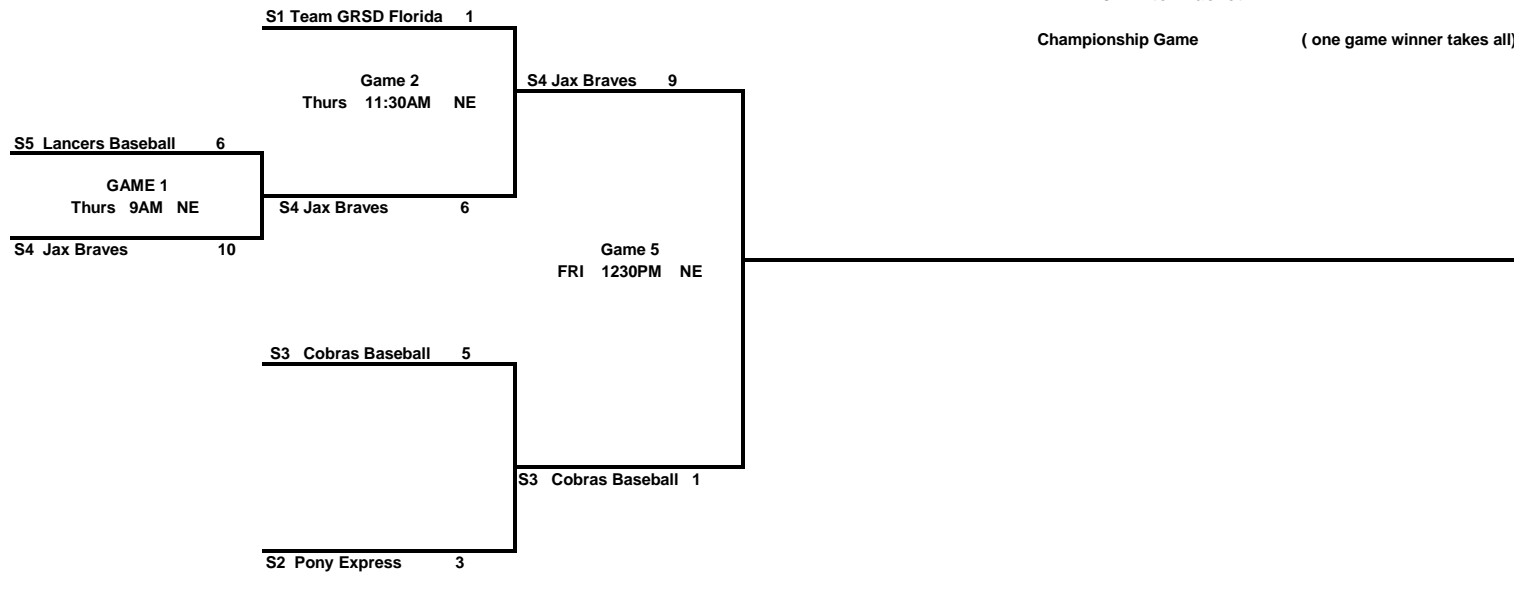 S1 Team GRSD Florida 1
Championship Game ( one game winner takes all)
Game 2
Thurs 11:30AM NE
S4 Jax Braves 9
S5 Lancers Baseball 6
GAME 1
Thurs 9AM NE
S4 Jax Braves 6
S4 Jax Braves 10
Game 5
FRI 1230PM NE
S3 Cobras Baseball 5
S3 Cobras Baseball 1
S2 Pony Express 3